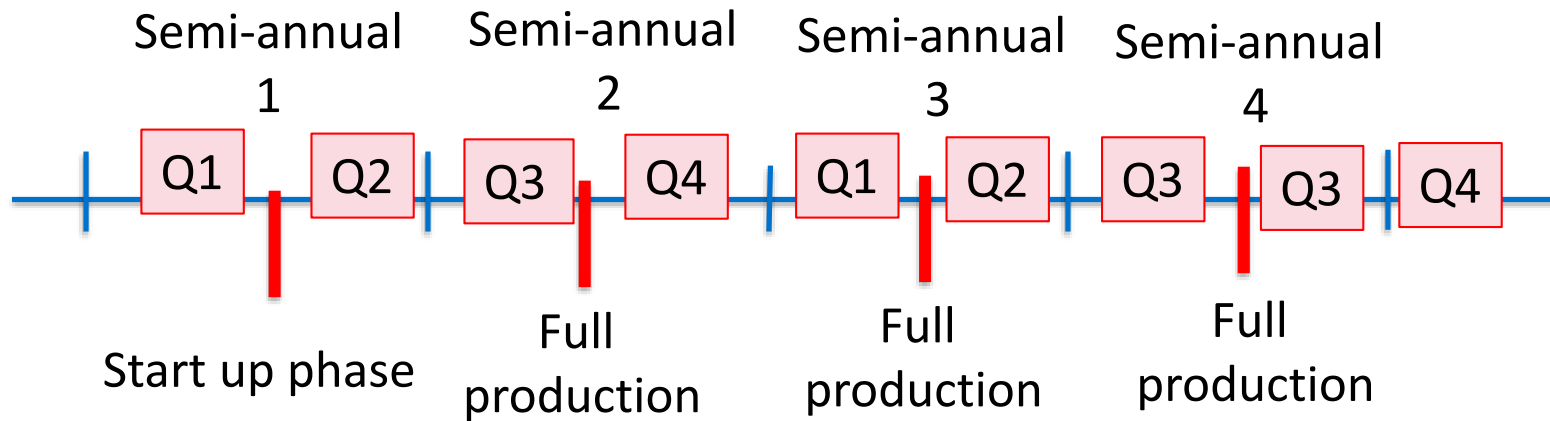 Semi-annual
1
Semi-annual
2
Semi-annual
3
Semi-annual
4
Q1
Q2
Q3
Q4
Q1
Q2
Q3
Q3
Q4
Start up phase
Full
production
Full
production
Full
production